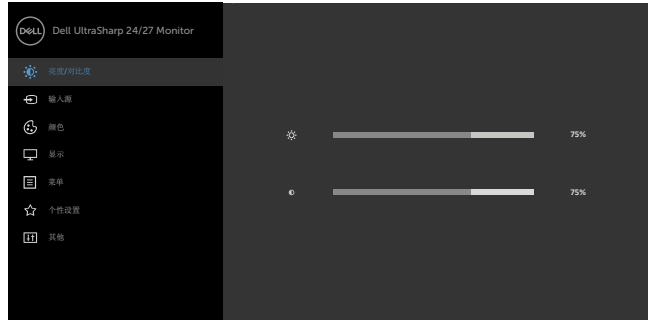 DELL
Dell UltraSharp 24/27 Monitor
亮度/对比度
输入源
颜色
75%
显示
菜单
75%
个性设置
其他